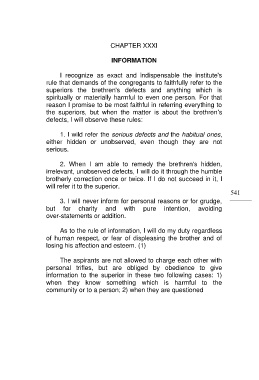 CHAPTER XXXI
INFORMATION
I recognize as exact and indispensable the institute's
rule that demands of the congregants to faithfully refer to the
superiors the brethren's defects and anything which is
spiritually or materially harmful to even one person. For that
reason I promise to be most faithful in referring everything to
the superiors, but when the matter is about the brethren's
defects, I will observe these rules:
1. I wild refer the serious defects and the habitual ones,
either hidden or unobserved, even though they are not
serious.
2. When I am able to remedy the brethren's hidden,
irrelevant, unobserved defects, I will do it through the humble
brotherly correction once or twice. If I do not succeed in it, I
will refer it to the superior.
541
3. I will never inform for personal reasons or for grudge,
but for charity and with pure intention, avoiding
over-statements or addition.
As to the rule of information, I will do my duty regardless
of human respect, or fear of displeasing the brother and of
losing his affection and esteem. (1)
The aspirants are not allowed to charge each other with
personal trifles, but are obliged by obedience to give
information to the superior in these two following cases: 1)
when they know something which is harmful to the
community or to a person; 2) when they are questioned